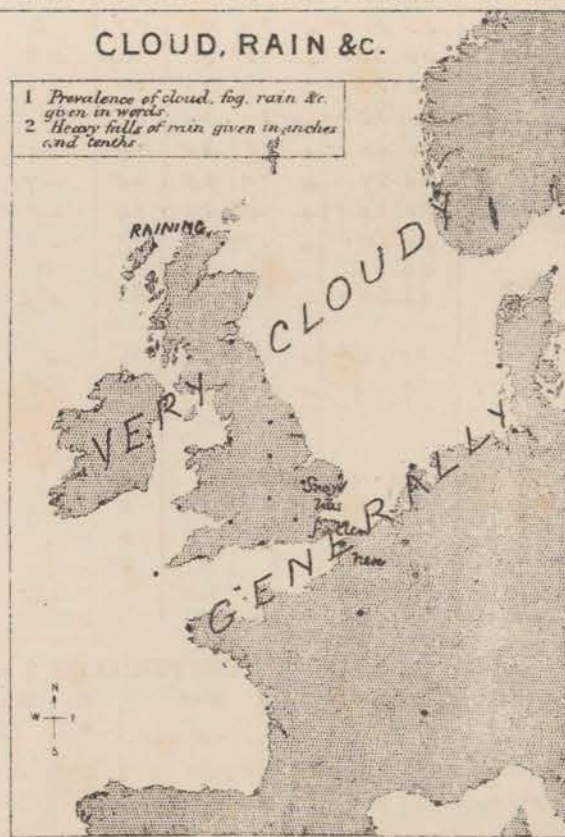 CLOUD, RAIN &c.
1 Prevalence of cloud, fog, rain &c.
given in words.
2 Heavy falls of rain given in inches
and tenths.
RAINING.
VERY CLOUDY
GENERALLY
Snow
has
fallen
here
N
W E
S